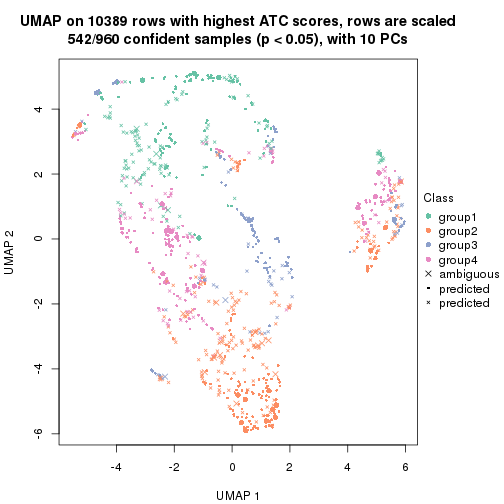 UMAP on 10389 rows with highest ATC scores, rows are scaled
542/960 confident samples (p < 0.05), with 10 PCs
UMAP 2
4
2
0
-2
-4
-6
-4
-2
0
2
4
6
UMAP 1
Class
group1
group2
group3
group4
ambiguous
predicted
predicted